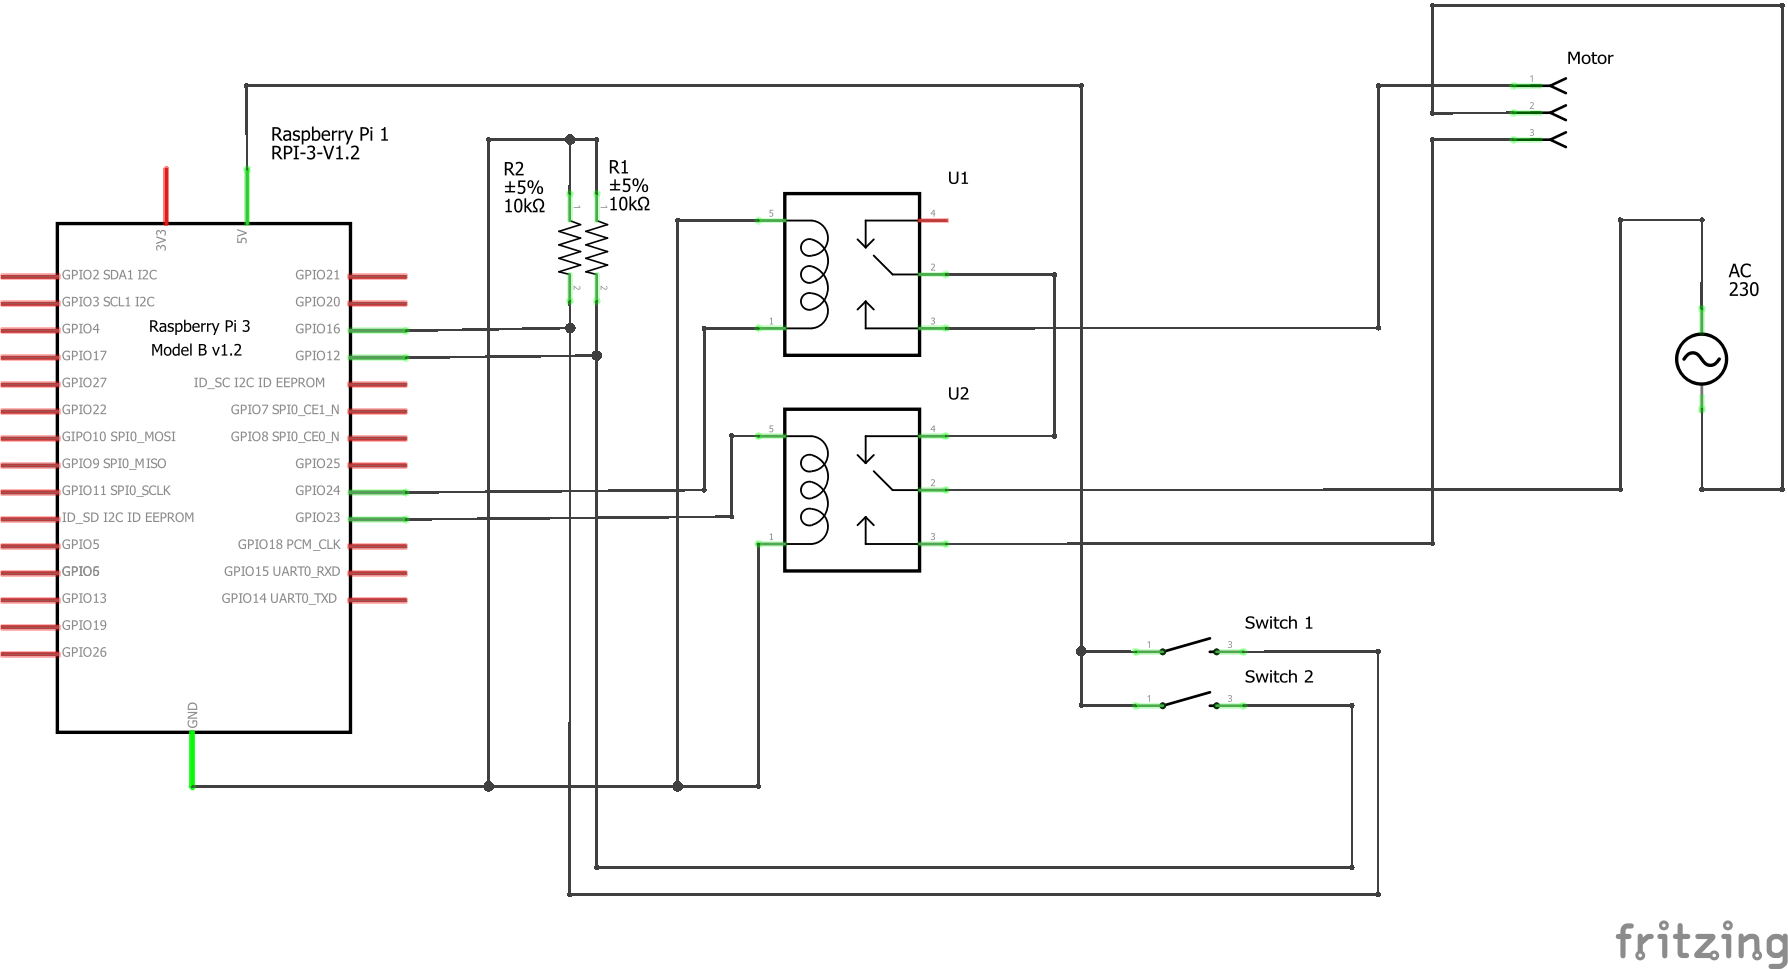 Motor
1
2
3
Raspberry Pi 1
RPI-3-V1.2
R2
±5%
10kΩ
R1
±5%
10kΩ
1
1
2
2
U1
5
4
2
1
3
3V3
5V
AC
230
GPIO2 SDA1 I2C
GPIO21
GPIO3 SCL1 I2C
GPIO20
GPIO4
Raspberry Pi 3
GPIO16
Model B v1.2
GPIO17
GPIO12
GPIO27
ID_SC I2C ID EEPROM
GPIO22
GPIO7 SPI0_CE1_N
GIPO10 SPI0_MOSI
GPIO8 SPI0_CE0_N
GPIO9 SPI0_MISO
GPIO25
GPIO11 SPI0_SCLK
GPIO24
ID_SD I2C ID EEPROM
GPIO23
GPIO5
GPIO18 PCM_CLK
GPIO6
GPIO15 UART0_RXD
GPIO13
GPIO14 UART0_TXD
GPIO19
GPIO26
GND
U2
5
4
2
1
3
Switch 1
1
3
Switch 2
1
3
fritzing